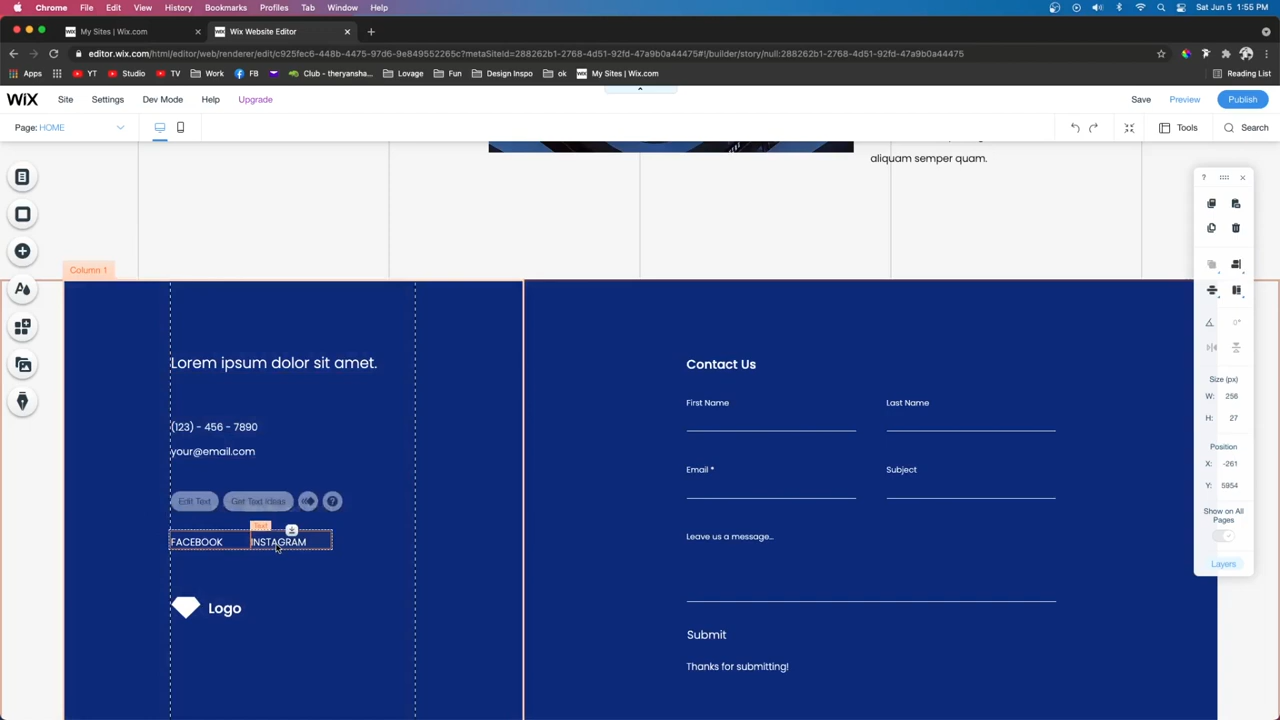 Chrome File Edit View History Bookmarks Profiles Tab Window Help Sat Jun 5 1:55 PM
My Sites | Wix.com Wix Website Editor
editor.wix.com/html/editor/web/renderer/edit/c925fec6-448b-4475-97d6-9e849552265c?metaSiteId=288262b1-2768-4d51-92fd-47a9b0a44475#!/builder/story/null:288262b1-2768-4d51-92fd-47a9b0a44475
Apps YT Studio TV Work FB Avi Club - theryansha... Lovage Fun Design Inspo ok My Sites | Wix.com Reading List
WiX Site Settings Dev Mode Help Upgrade Save Preview Publish
Page: HOME Tools Search
aliquam semper quam.
Column 1
Lorem ipsum dolor sit amet.
(123) - 456 - 7890
your@email.com
Edit Text Get Text Ideas
Text
FACEBOOK INSTAGRAM
Logo
Contact Us
First Name Last Name
Email * Subject
Leave us a message...
Submit
Thanks for submitting!
0°
Size (px)
W: 256
H: 27
Position
X: -261
Y: 5954
Show on All
Pages
Layers